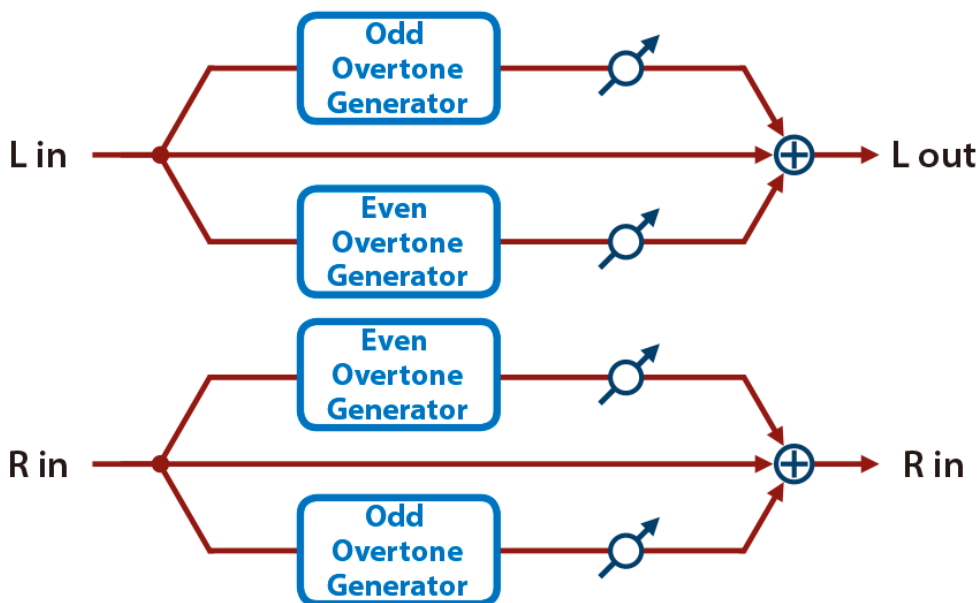 Odd
Overtone
Generator
L in
L out
Even
Overtone
Generator
Even
Overtone
Generator
R in
R in
Odd
Overtone
Generator